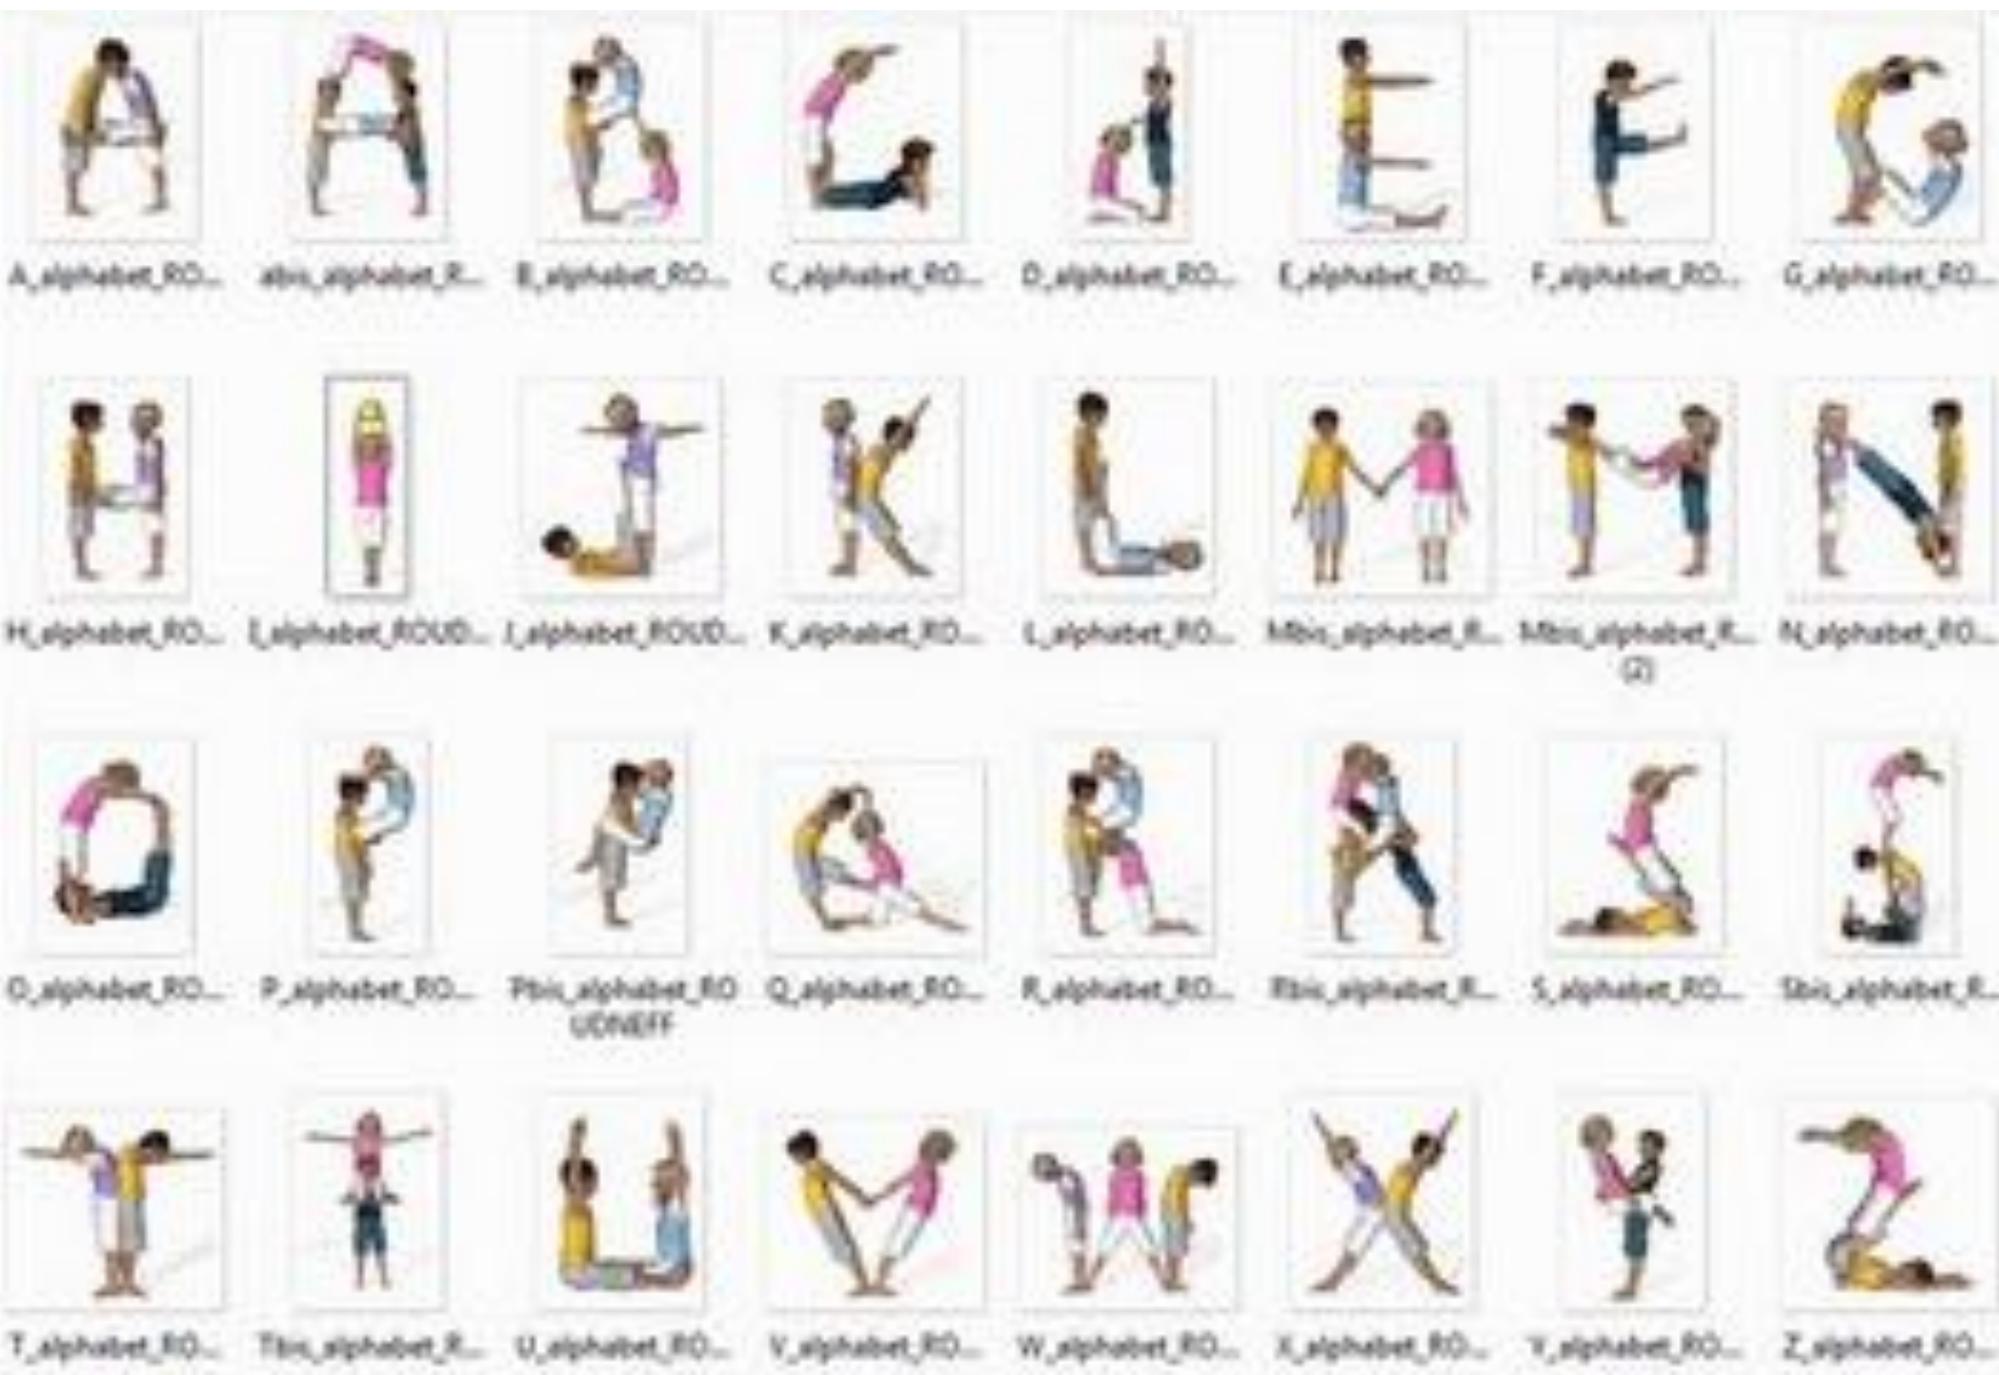 A_alphabet_RO...
abis_alphabet_R...
B_alphabet_RO...
C_alphabet_RO...
D_alphabet_RO...
E_alphabet_RO...
F_alphabet_RO...
G_alphabet_RO...
H_alphabet_RO...
I_alphabet_ROUD...
J_alphabet_ROUD...
K_alphabet_RO...
L_alphabet_RO...
Mbis_alphabet_R...
Mbis_alphabet_R...
(2)
N_alphabet_RO...
O_alphabet_RO...
P_alphabet_RO...
Pbis_alphabet_RO
UDNEFF
Q_alphabet_RO...
R_alphabet_RO...
Rbis_alphabet_R...
S_alphabet_RO...
Sbis_alphabet_R...
T_alphabet_RO...
Tbis_alphabet_R...
U_alphabet_RO...
V_alphabet_RO...
W_alphabet_RO...
X_alphabet_RO...
Y_alphabet_RO...
Z_alphabet_RO...